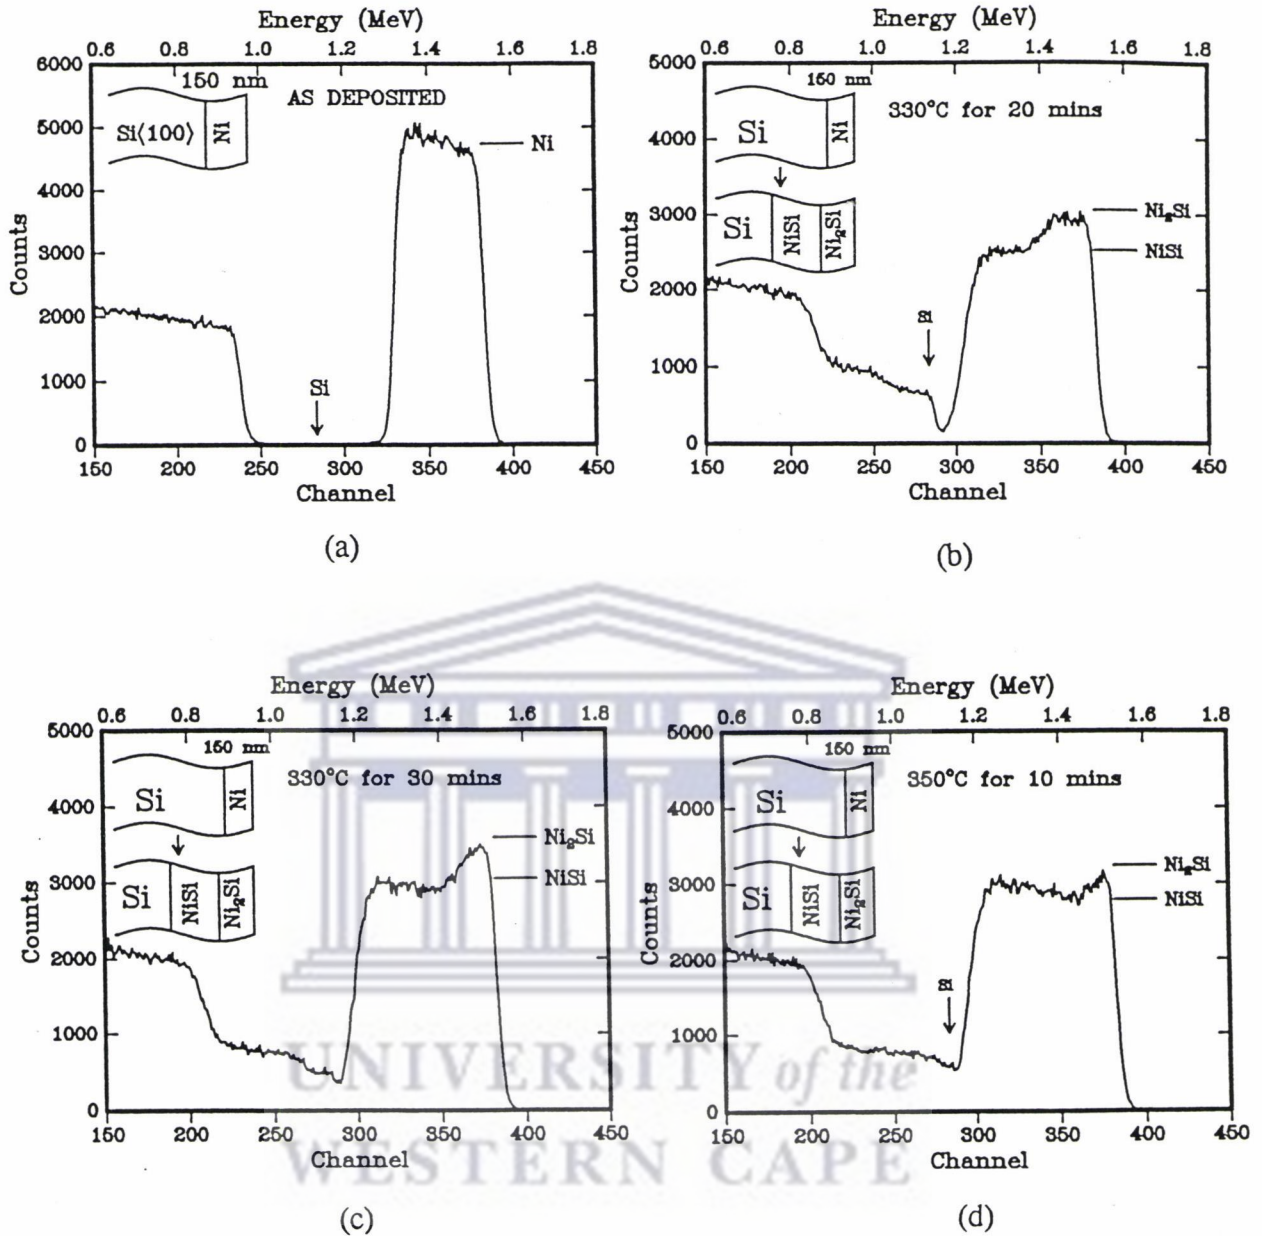 Energy (MeV)
0.6 0.8 1.0 1.2 1.4 1.6 1.8
6000
5000
4000
3000
2000
1000
0
Counts
150 nm
AS DEPOSITED
Si⟨100⟩
Ni
Ni
Si
150 200 250 300 350 400 450
Channel
(a)
Energy (MeV)
0.6 0.8 1.0 1.2 1.4 1.6 1.8
5000
4000
3000
2000
1000
0
Counts
150 nm
330°C for 20 mins
Si
Ni
Si
NiSi
Ni₂Si
Ni₂Si
NiSi
Si
150 200 250 300 350 400 450
Channel
(b)
Energy (MeV)
0.6 0.8 1.0 1.2 1.4 1.6 1.8
5000
4000
3000
2000
1000
0
Counts
150 nm
330°C for 30 mins
Si
Ni
Si
NiSi
Ni₂Si
Ni₂Si
NiSi
150 200 250 300 350 400 450
Channel
(c)
Energy (MeV)
0.6 0.8 1.0 1.2 1.4 1.6 1.8
5000
4000
3000
2000
1000
0
Counts
150 nm
350°C for 10 mins
Si
Ni
Si
NiSi
Ni₂Si
Ni₂Si
NiSi
Si
150 200 250 300 350 400 450
Channel
(d)
UNIVERSITY of the
WESTERN CAPE